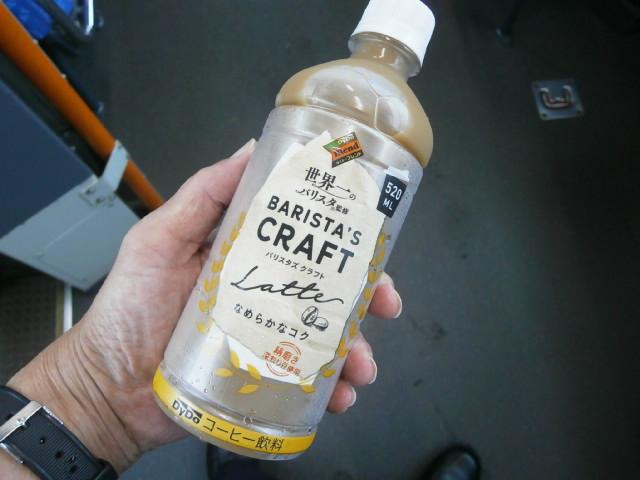 DyDo
Blend
世界一の
バリスタ監修
520
ML
BARISTA'S
CRAFT
バリスタズ クラフト
Latte
なめらかなコク
DyDo コーヒー飲料